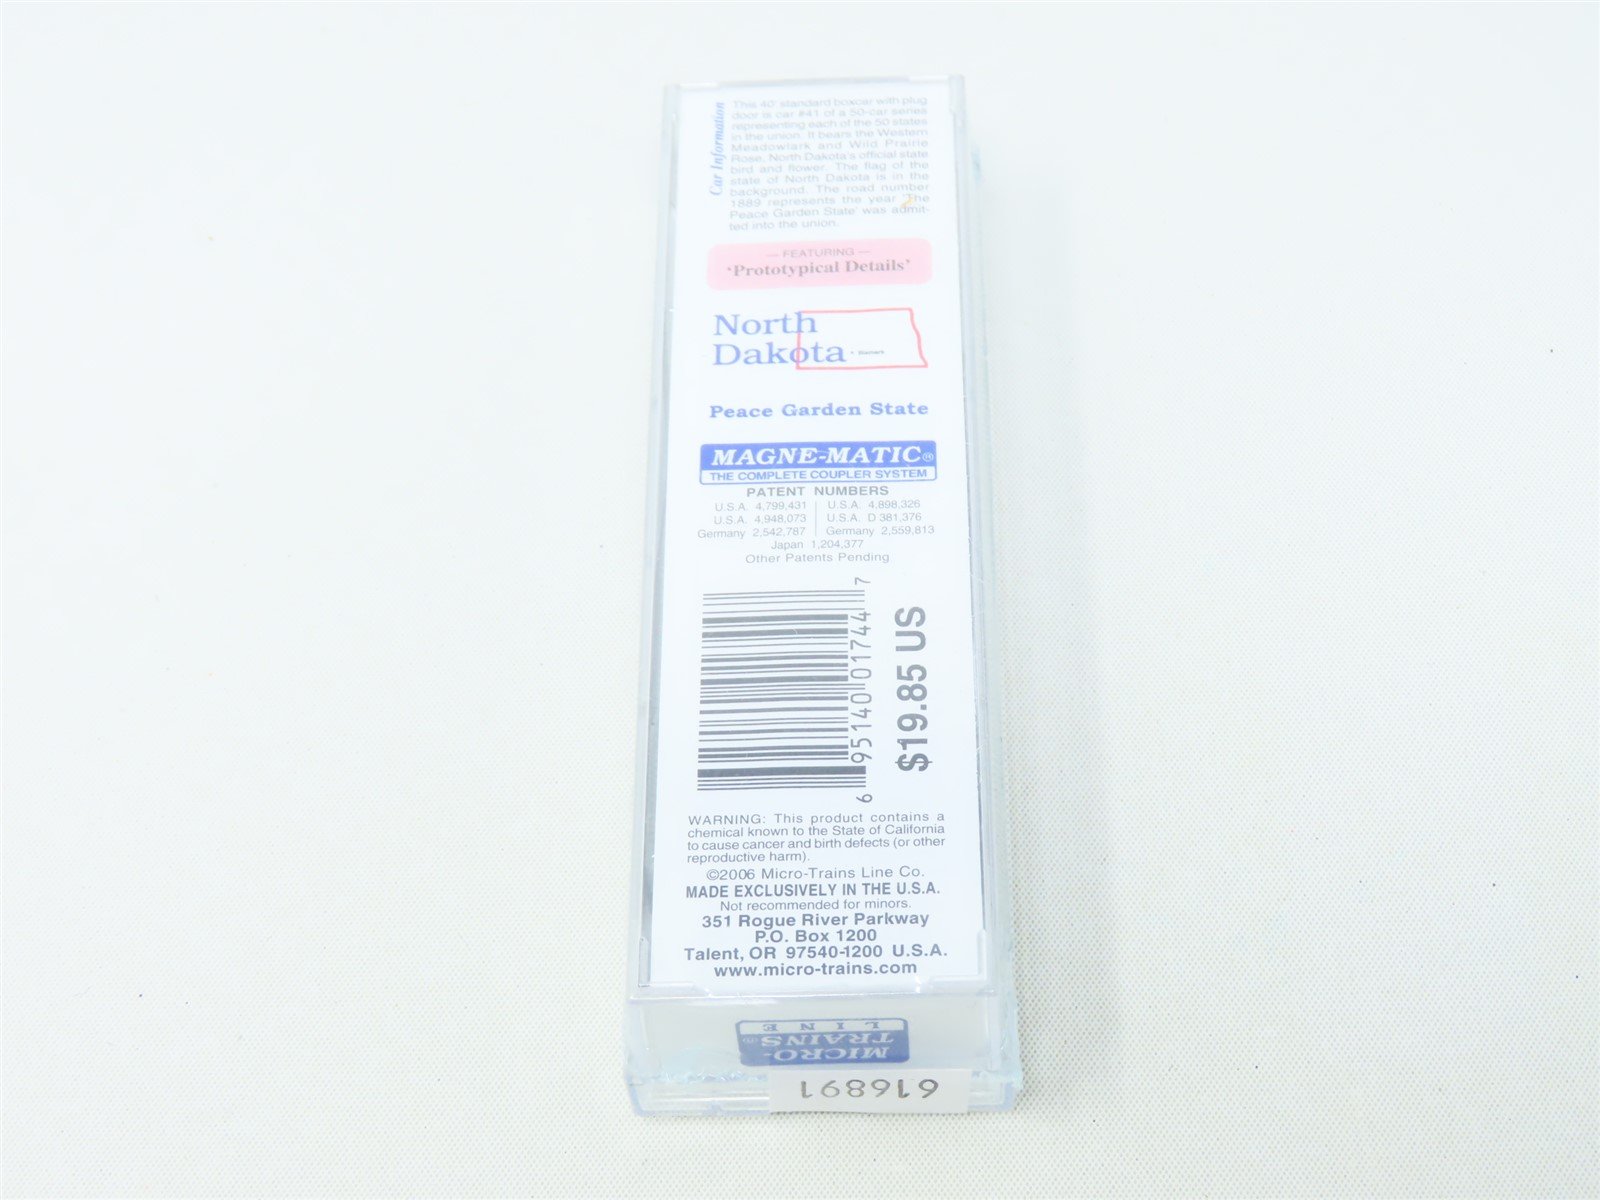 Car Information
This 40' standard boxcar with plug
door is car #41 of a 50-car series
representing each of the 50 states
in the union. It bears the Western
Meadowlark and Wild Prairie
Rose, North Dakota's official state
bird and flower. The flag of the
state of North Dakota is in the
background. The road number
1889 represents the year 'The
Peace Garden State' was admit-
ted into the union.
— FEATURING —
'Prototypical Details'
North
Dakota
Bismark
Peace Garden State
MAGNE-MATIC®
THE COMPLETE COUPLER SYSTEM
PATENT NUMBERS
U.S.A. 4,799,431 U.S.A. 4,898,326
U.S.A. 4,948,073 U.S.A. D 381,376
Germany 2,542,787 Germany 2,559,813
Japan 1,204,377
Other Patents Pending
6 95140 01744 7
$19.85 US
WARNING: This product contains a
chemical known to the State of California
to cause cancer and birth defects (or other
reproductive harm).
©2006 Micro-Trains Line Co.
MADE EXCLUSIVELY IN THE U.S.A.
Not recommended for minors.
351 Rogue River Parkway
P.O. Box 1200
Talent, OR 97540-1200 U.S.A.
www.micro-trains.com
MICRO-
TRAINS®
LINE
616891